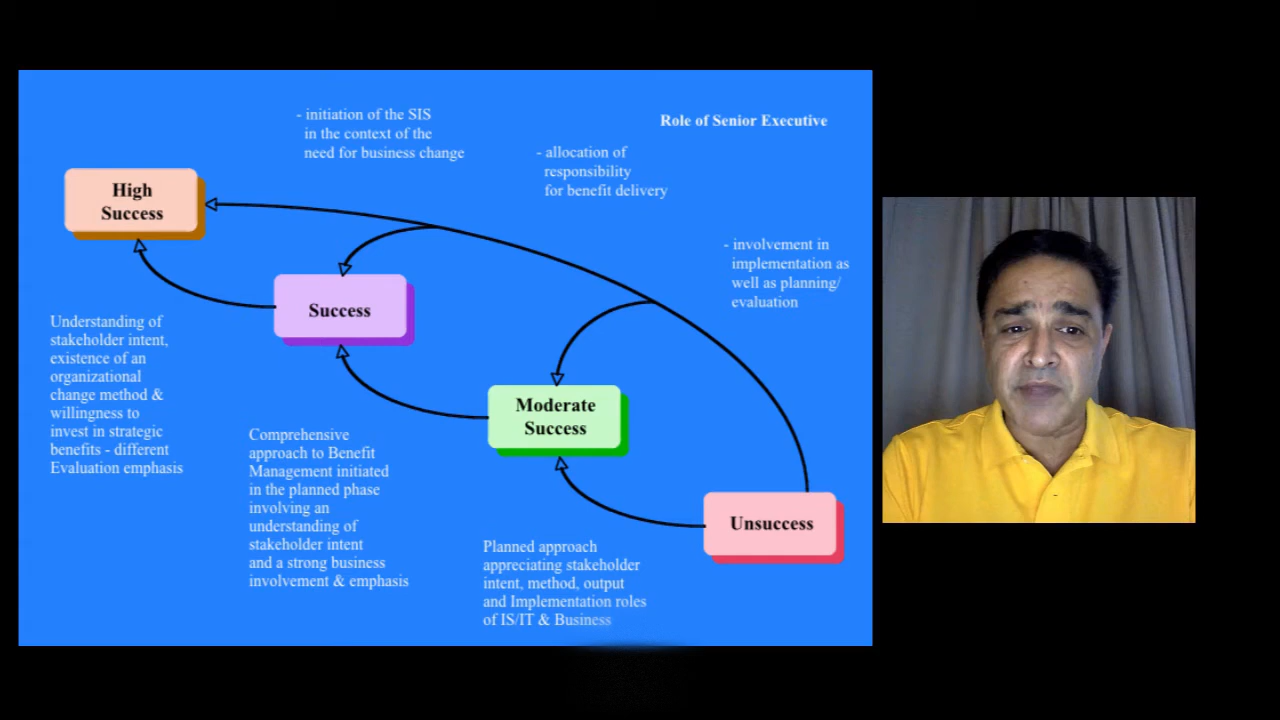 - initiation of the SIS
in the context of the
need for business change
Role of Senior Executive
- allocation of
responsibility
for benefit delivery
High
Success
- involvement in
implementation as
well as planning/
evaluation
Success
Understanding of
stakeholder intent,
existence of an
organizational
change method &
willingness to
invest in strategic
benefits - different
Evaluation emphasis
Moderate
Success
Comprehensive
approach to Benefit
Management initiated
in the planned phase
involving an
understanding of
stakeholder intent
and a strong business
involvement & emphasis
Unsuccess
Planned approach
appreciating stakeholder
intent, method, output
and Implementation roles
of IS/IT & Business